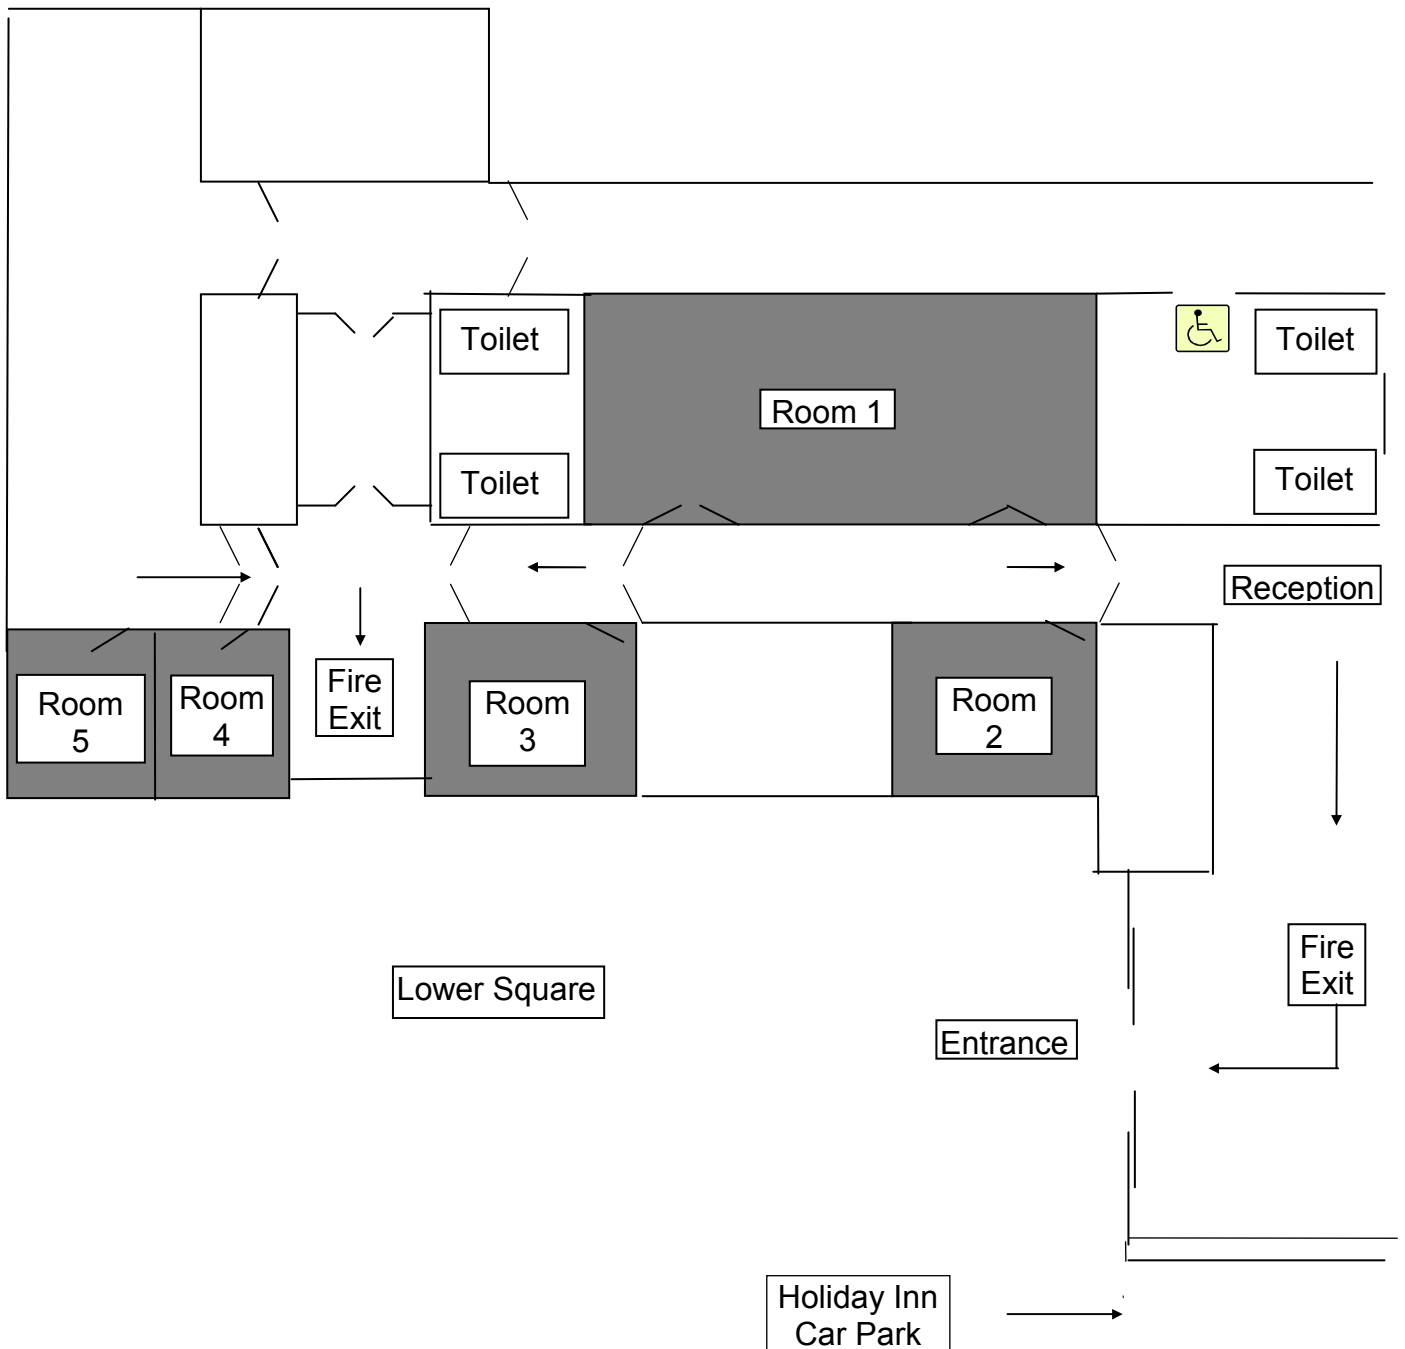 Toilet
Toilet
Room 1
Toilet
Toilet
Reception
Room
5
Room
4
Fire
Exit
Room
3
Room
2
Fire
Exit
Lower Square
Entrance
Holiday Inn
Car Park